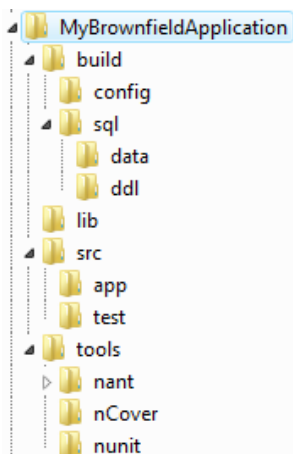 MyBrownfieldApplication
build
config
sql
data
ddl
lib
src
app
test
tools
nant
nCover
nunit